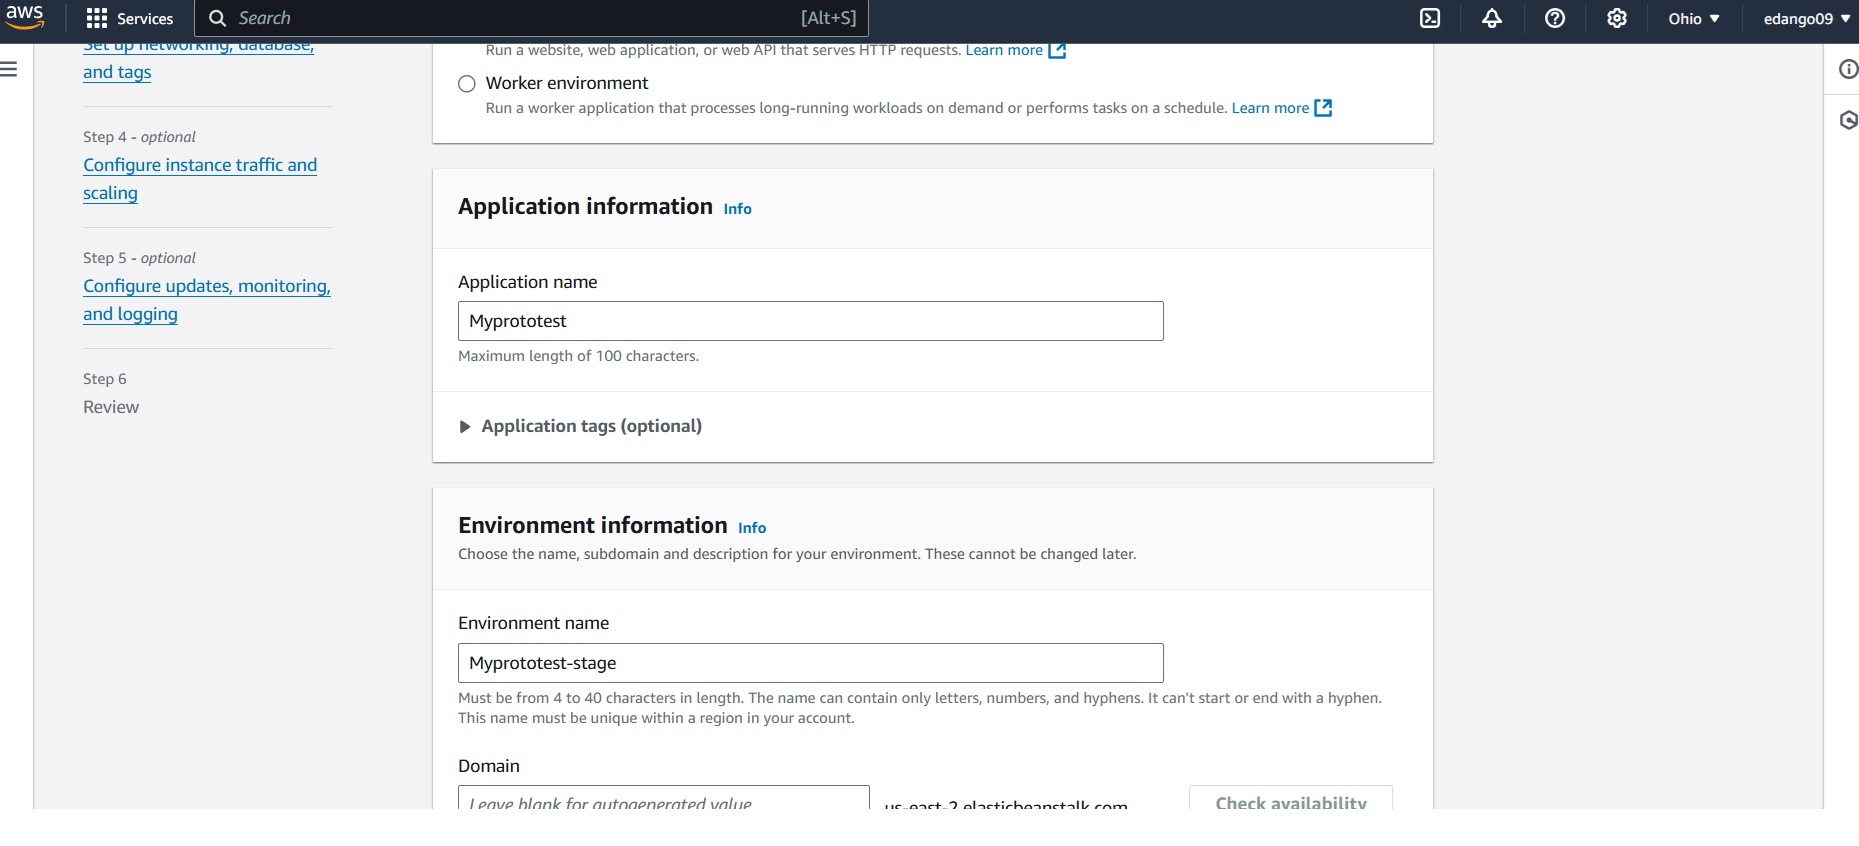 aws
Services
Search
[Alt+S]
Ohio
edango09
Set up networking, database,
and tags
Step 4 - optional
Configure instance traffic and
scaling
Step 5 - optional
Configure updates, monitoring,
and logging
Step 6
Review
Run a website, web application, or web API that serves HTTP requests. Learn more
Worker environment
Run a worker application that processes long-running workloads on demand or performs tasks on a schedule. Learn more
Application information Info
Application name
Myprototest
Maximum length of 100 characters.
Application tags (optional)
Environment information Info
Choose the name, subdomain and description for your environment. These cannot be changed later.
Environment name
Myprototest-stage
Must be from 4 to 40 characters in length. The name can contain only letters, numbers, and hyphens. It can't start or end with a hyphen.
This name must be unique within a region in your account.
Domain
Leave blank for autogenerated value
us-east-2.elasticbeanstalk.com
Check availability